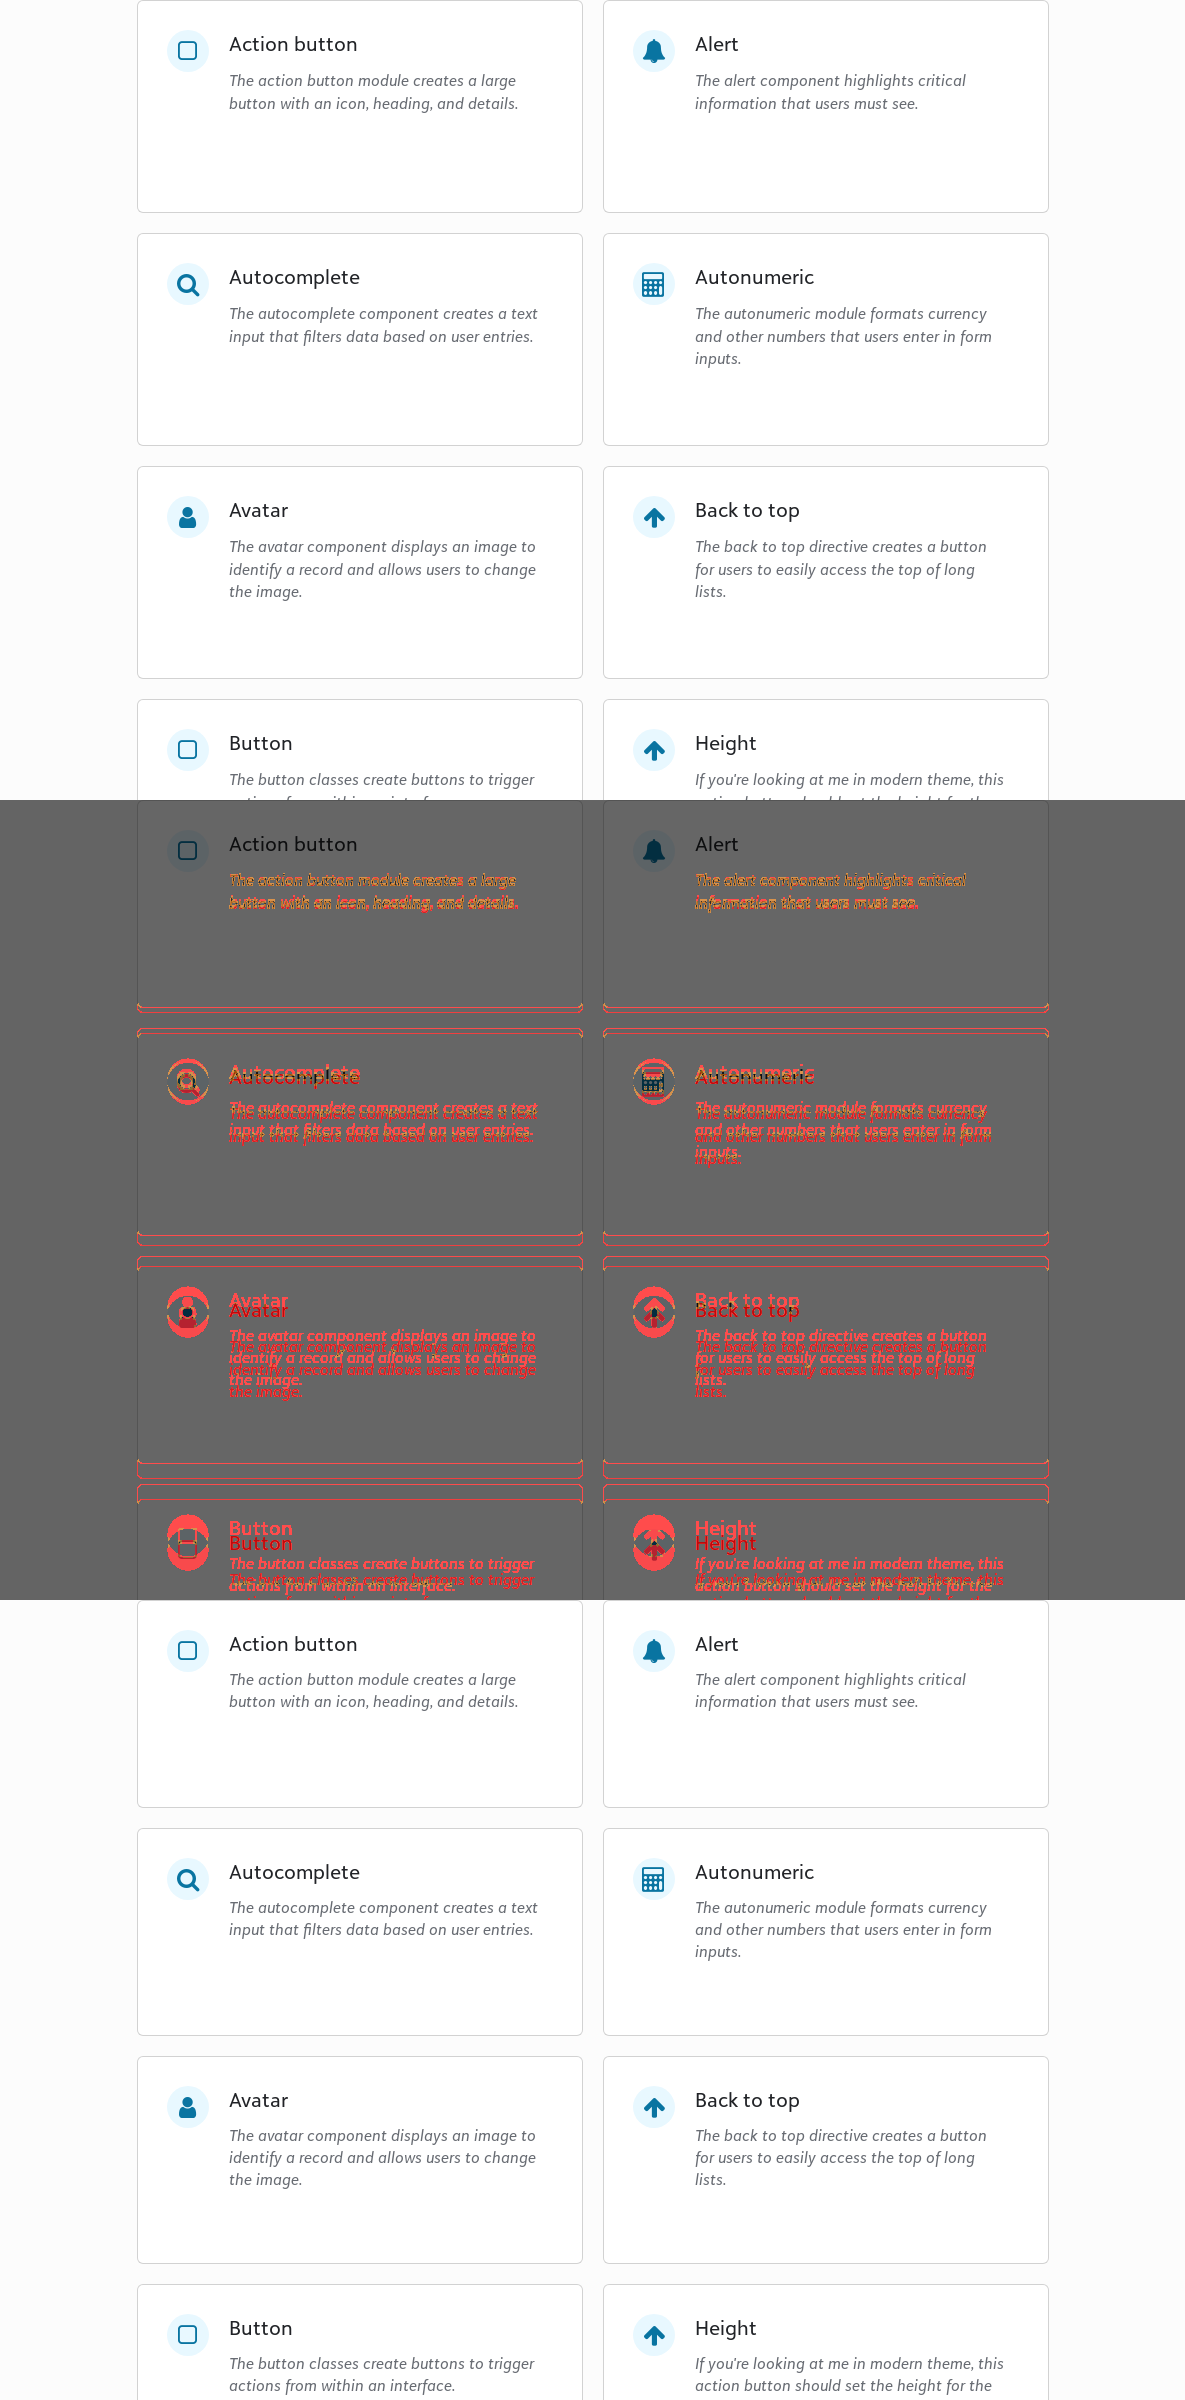 Action button
The action button module creates a large
button with an icon, heading, and details.
Alert
The alert component highlights critical
information that users must see.
Autocomplete
The autocomplete component creates a text
input that filters data based on user entries.
Autonumeric
The autonumeric module formats currency
and other numbers that users enter in form
inputs.
Avatar
The avatar component displays an image to
identify a record and allows users to change
the image.
Back to top
The back to top directive creates a button
for users to easily access the top of long
lists.
Button
The button classes create buttons to trigger
Height
If you're looking at me in modern theme, this
Action button
The action button module creates a large
button with an icon, heading, and details.
Alert
The alert component highlights critical
information that users must see.
Autocomplete
The autocomplete component creates a text
input that filters data based on user entries.
Autonumeric
The autonumeric module formats currency
and other numbers that users enter in form
inputs.
Avatar
The avatar component displays an image to
identify a record and allows users to change
the image.
Back to top
The back to top directive creates a button
for users to easily access the top of long
lists.
Button
The button classes create buttons to trigger
actions from within an interface.
Height
If you're looking at me in modern theme, this
action button should set the height for the
Action button
The action button module creates a large
button with an icon, heading, and details.
Alert
The alert component highlights critical
information that users must see.
Autocomplete
The autocomplete component creates a text
input that filters data based on user entries.
Autonumeric
The autonumeric module formats currency
and other numbers that users enter in form
inputs.
Avatar
The avatar component displays an image to
identify a record and allows users to change
the image.
Back to top
The back to top directive creates a button
for users to easily access the top of long
lists.
Button
The button classes create buttons to trigger
actions from within an interface.
Height
If you're looking at me in modern theme, this
action button should set the height for the